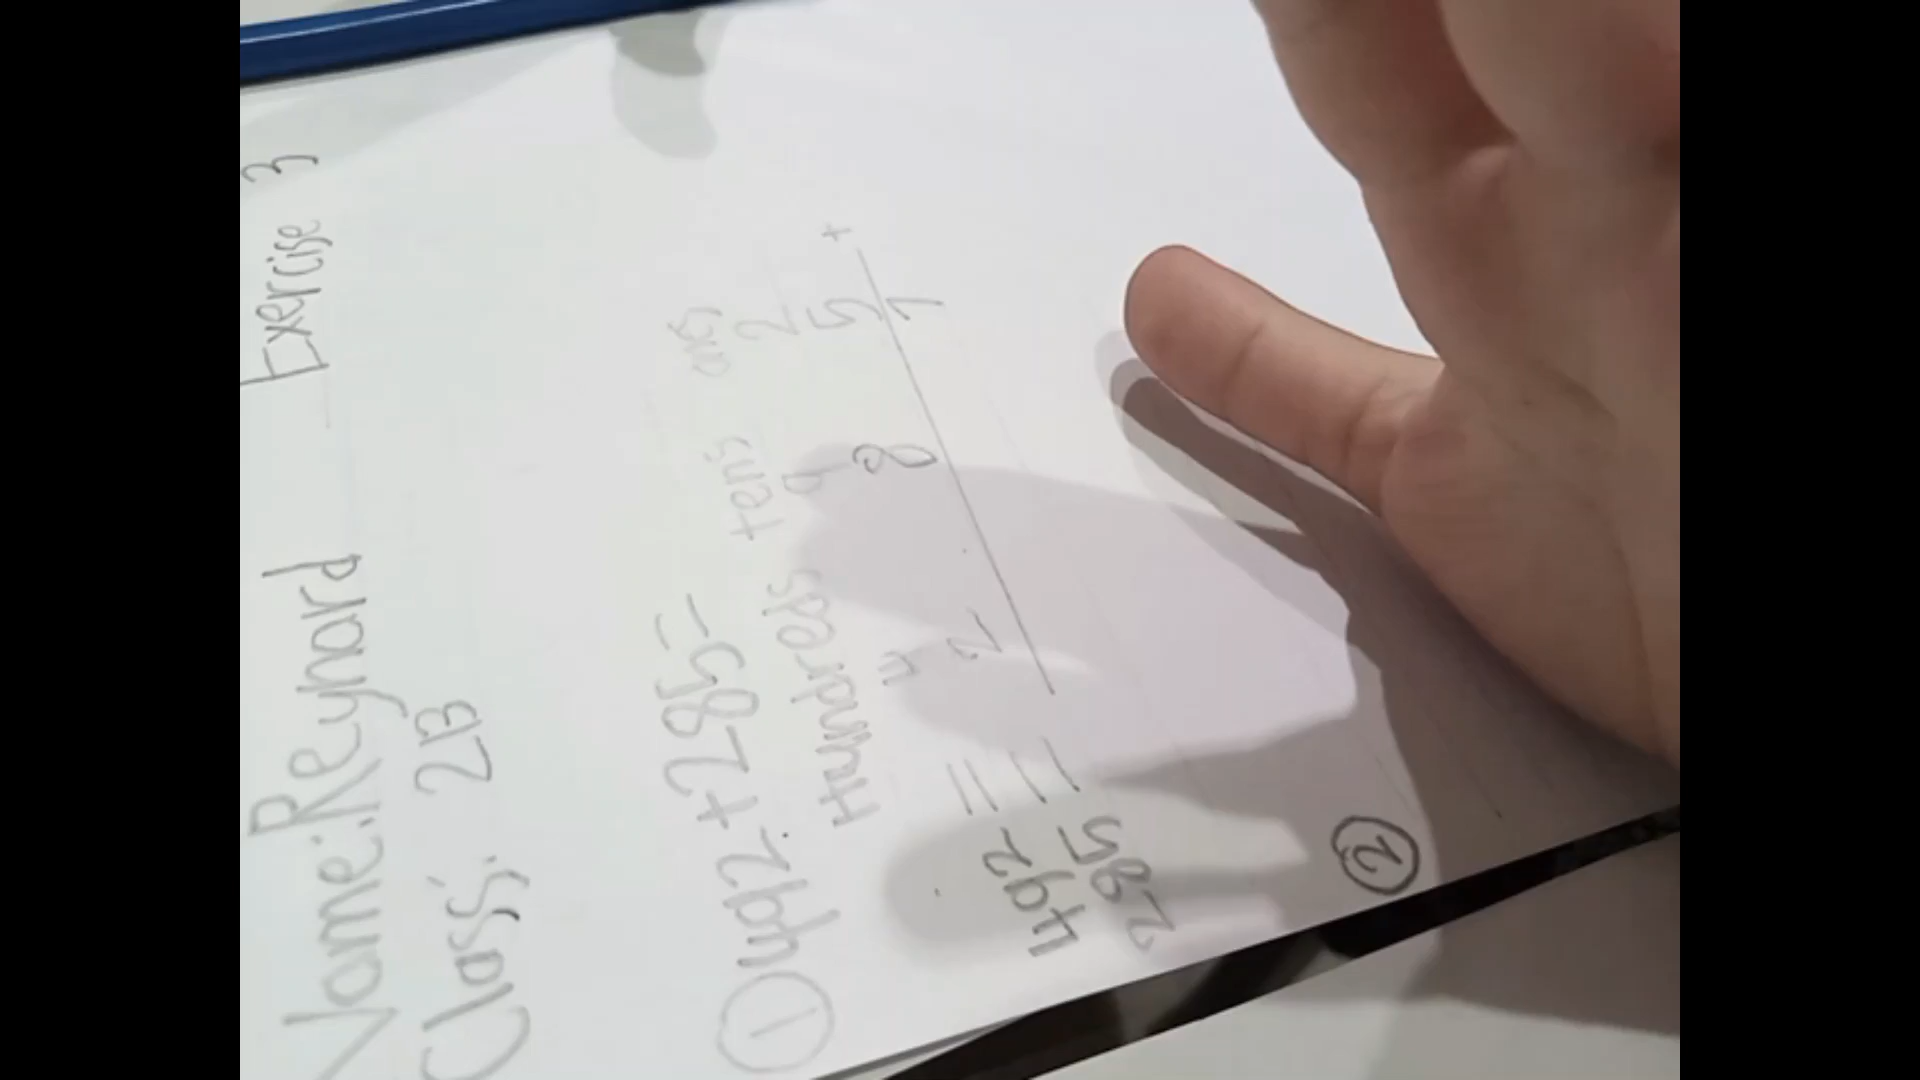 Name: Reynard Exercise 3
Class: 2B
① 492 + 285 =
Hundreds tens ones
492 = 4 9 2
285 = 2 8 5 +
7
②